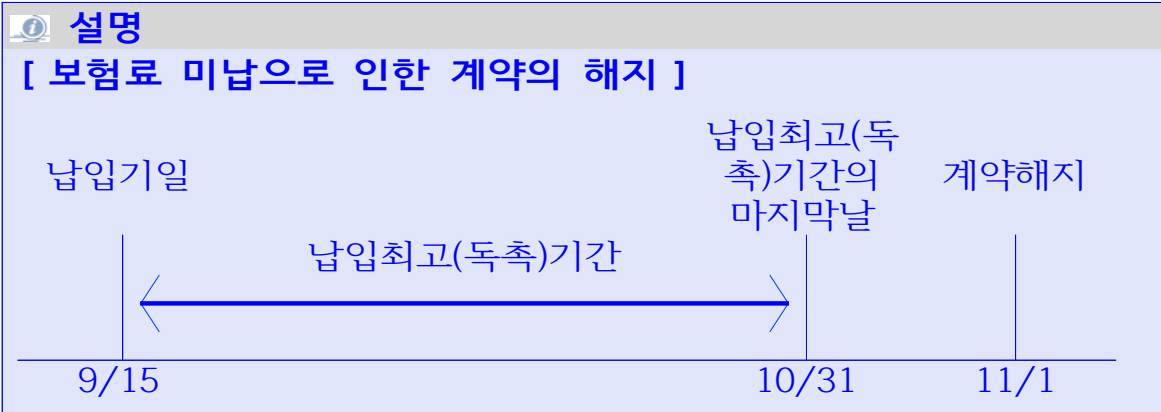 설명
[ 보험료 미납으로 인한 계약의 해지 ]
납입기일
납입최고(독
촉)기간의
마지막날
계약해지
납입최고(독촉)기간
9/15
10/31
11/1